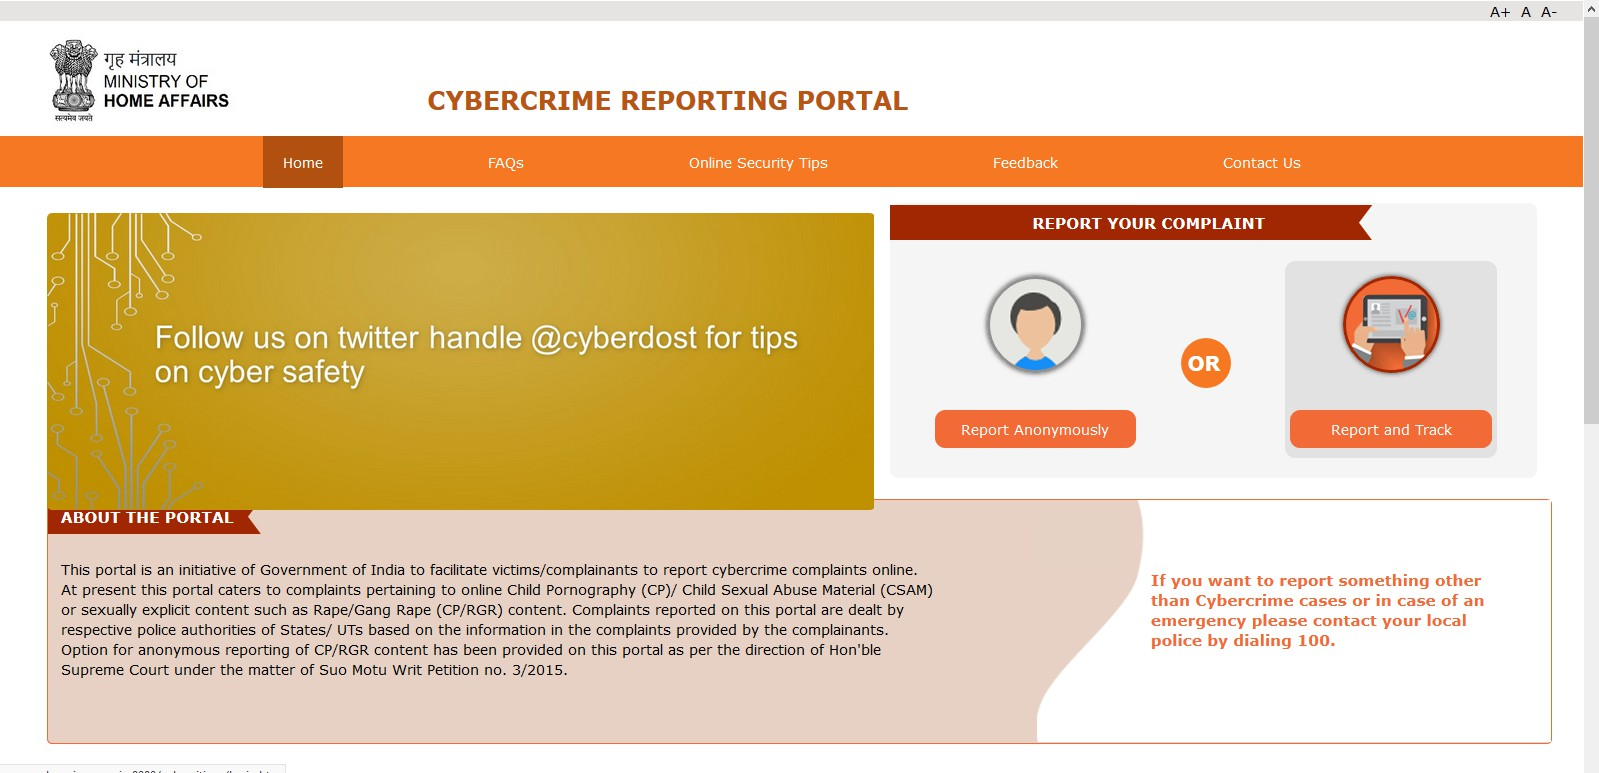 A+ A A-
गृह मंत्रालय
MINISTRY OF
HOME AFFAIRS
सत्यमेव जयते
CYBERCRIME REPORTING PORTAL
Home FAQs Online Security Tips Feedback Contact Us
Follow us on twitter handle @cyberdost for tips
on cyber safety
REPORT YOUR COMPLAINT
OR
Report Anonymously
Report and Track
ABOUT THE PORTAL
This portal is an initiative of Government of India to facilitate victims/complainants to report cybercrime complaints online.
At present this portal caters to complaints pertaining to online Child Pornography (CP)/ Child Sexual Abuse Material (CSAM)
or sexually explicit content such as Rape/Gang Rape (CP/RGR) content. Complaints reported on this portal are dealt by
respective police authorities of States/ UTs based on the information in the complaints provided by the complainants.
Option for anonymous reporting of CP/RGR content has been provided on this portal as per the direction of Hon'ble
Supreme Court under the matter of Suo Motu Writ Petition no. 3/2015.
If you want to report something other
than Cybercrime cases or in case of an
emergency please contact your local
police by dialing 100.